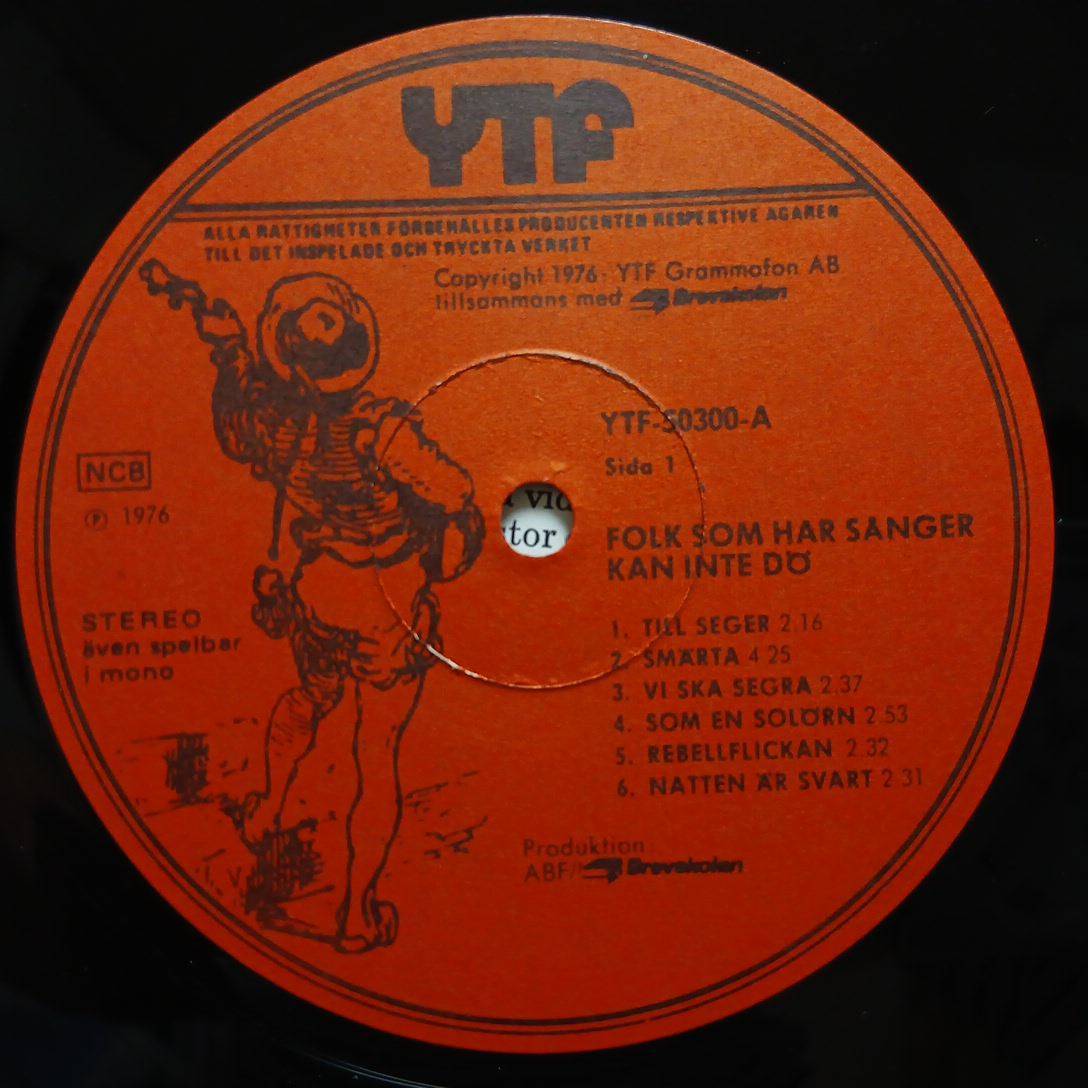 YTF
ALLA RÄTTIGHETER FÖRBEHÅLLES PRODUCENTEN RESPEKTIVE ÄGAREN
TILL DET INSPELADE OCH TRYCKTA VERKET
Copyright 1976 · YTF Grammofon AB
tillsammans med Brevskolan
YTF-50300-A
Sida 1
NCB
Ⓟ 1976
FOLK SOM HAR SÅNGER
KAN INTE DÖ
STEREO
även spelbar
i mono
1. TILL SEGER 2.16
2. SMÄRTA 4 25
3. VI SKA SEGRA 2.37
4. SOM EN SOLÖRN 2 53
5. REBELLFLICKAN 2.32
6. NATTEN ÄR SVART 2 31
Produktion:
ABF/Brevskolan
tor